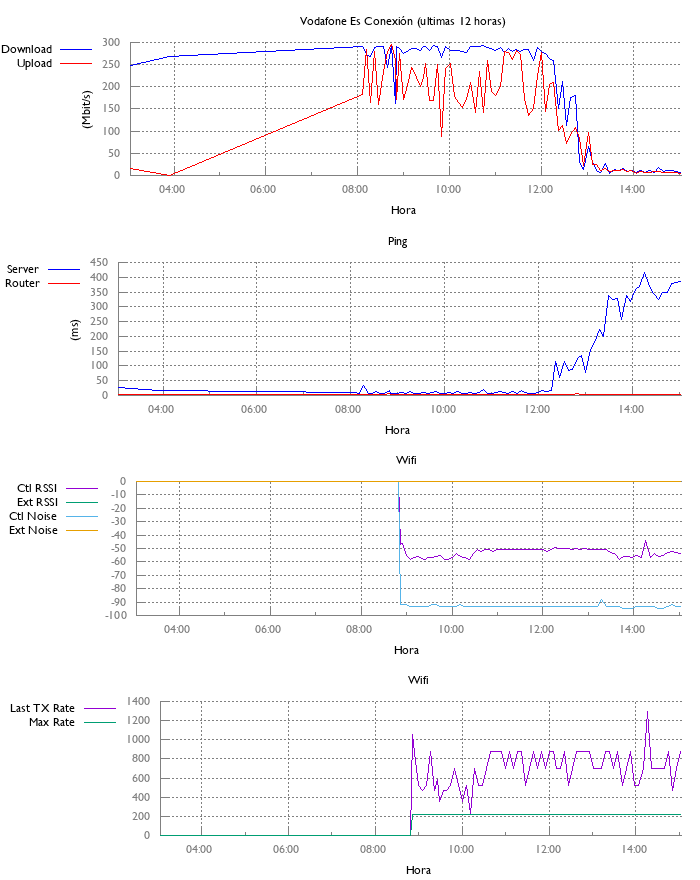 Vodafone Es Conexión (ultimas 12 horas)
Download
Upload
(Mbit/s)
300
250
200
150
100
50
0
04:00 06:00 08:00 10:00 12:00 14:00
Hora
Ping
Server
Router
(ms)
450
400
350
300
250
200
150
100
50
0
04:00 06:00 08:00 10:00 12:00 14:00
Hora
Wifi
Ctl RSSI
Ext RSSI
Ctl Noise
Ext Noise
0
-10
-20
-30
-40
-50
-60
-70
-80
-90
-100
04:00 06:00 08:00 10:00 12:00 14:00
Hora
Wifi
Last TX Rate
Max Rate
1400
1200
1000
800
600
400
200
0
04:00 06:00 08:00 10:00 12:00 14:00
Hora